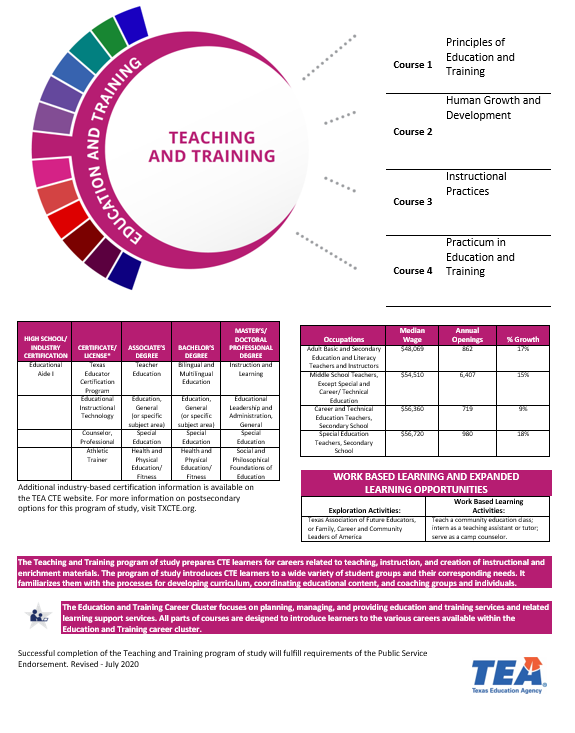 EDUCATION AND TRAINING
TEACHING
AND TRAINING
Course 1
Principles of
Education and
Training
Course 2
Human Growth and
Development
Course 3
Instructional
Practices
Course 4
Practicum in
Education and
Training
HIGH SCHOOL/
INDUSTRY
CERTIFICATION
CERTIFICATE/
LICENSE*
ASSOCIATE'S
DEGREE
BACHELOR'S
DEGREE
MASTER'S/
DOCTORAL
PROFESSIONAL
DEGREE
Educational
Aide I
Texas
Educator
Certification
Program
Teacher
Education
Bilingual and
Multilingual
Education
Instruction and
Learning
Educational
Instructional
Technology
Education,
General
(or specific
subject area)
Education,
General
(or specific
subject area)
Educational
Leadership and
Administration,
General
Counselor,
Professional
Special
Education
Special
Education
Special
Education
Athletic
Trainer
Health and
Physical
Education/
Fitness
Health and
Physical
Education/
Fitness
Social and
Philosophical
Foundations of
Education
Additional industry-based certification information is available on
the TEA CTE website. For more information on postsecondary
options for this program of study, visit TXCTE.org.
Occupations
Median
Wage
Annual
Openings
% Growth
Adult Basic and Secondary
Education and Literacy
Teachers and Instructors
$48,069
862
17%
Middle School Teachers,
Except Special and
Career/ Technical
Education
$54,510
6,407
15%
Career and Technical
Education Teachers,
Secondary School
$56,360
719
9%
Special Education
Teachers, Secondary
School
$56,720
980
18%
WORK BASED LEARNING AND EXPANDED
LEARNING OPPORTUNITIES
Exploration Activities:
Work Based Learning
Activities:
Texas Association of Future Educators,
or Family, Career and Community
Leaders of America
Teach a community education class;
intern as a teaching assistant or tutor;
serve as a camp counselor.
The Teaching and Training program of study prepares CTE learners for careers related to teaching, instruction, and creation of instructional and
enrichment materials. The program of study introduces CTE learners to a wide variety of student groups and their corresponding needs. It
familiarizes them with the processes for developing curriculum, coordinating educational content, and coaching groups and individuals.
The Education and Training Career Cluster focuses on planning, managing, and providing education and training services and related
learning support services. All parts of courses are designed to introduce learners to the various careers available within the
Education and Training career cluster.
Successful completion of the Teaching and Training program of study will fulfill requirements of the Public Service
Endorsement. Revised - July 2020
TEA
Texas Education Agency